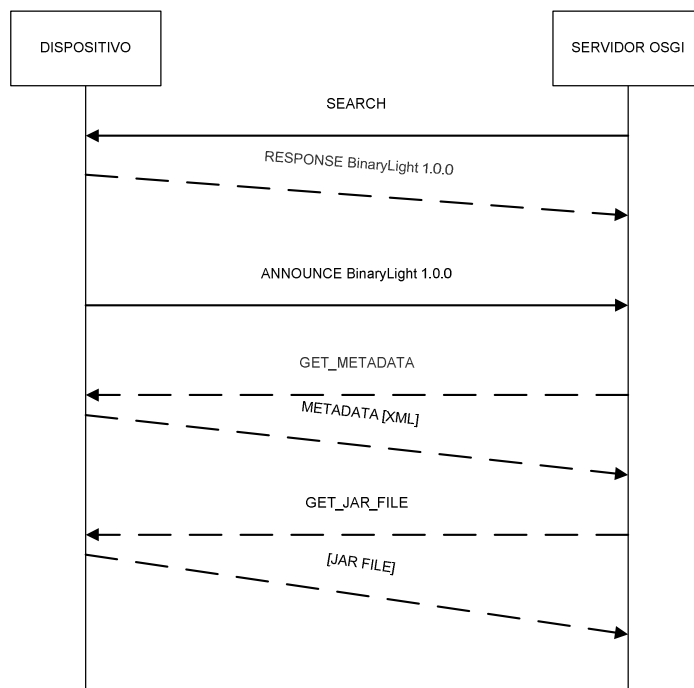 DISPOSITIVO
SERVIDOR OSGI
SEARCH
RESPONSE BinaryLight 1.0.0
ANNOUNCE BinaryLight 1.0.0
GET_METADATA
METADATA [XML]
GET_JAR_FILE
[JAR FILE]